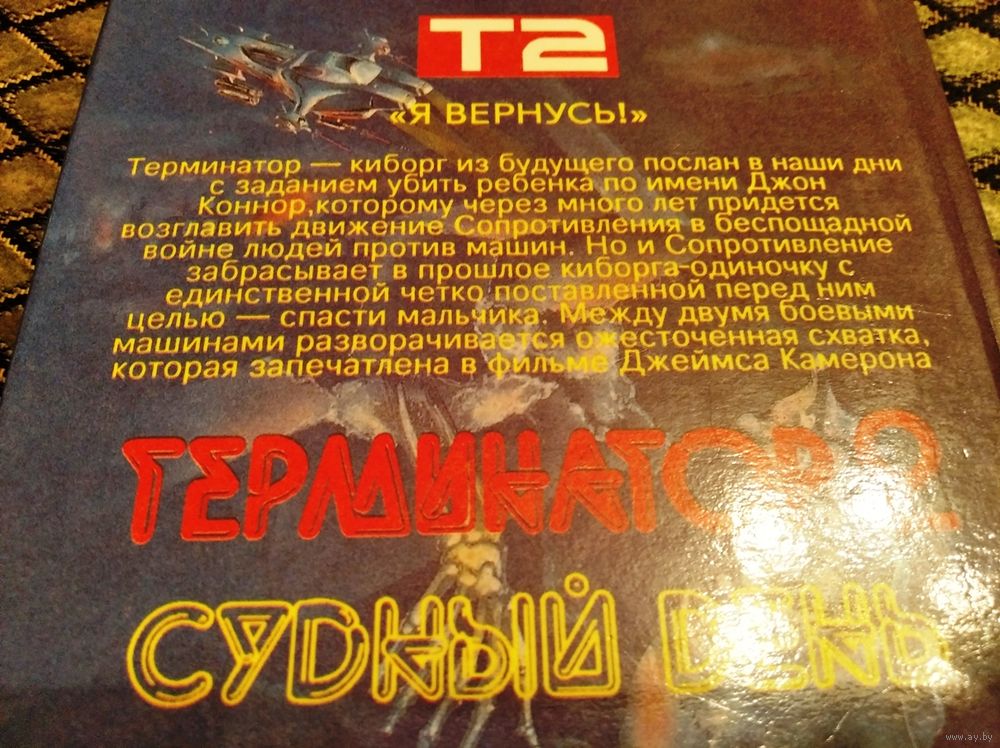 T2
«Я ВЕРНУСЬ!»
Терминатор — киборг из будущего послан в наши дни
с заданием убить ребенка по имени Джон
Коннор,которому через много лет придется
возглавить движение Сопротивления в беспощадной
войне людей против машин. Но и Сопротивление
забрасывает в прошлое киборга-одиночку с
единственной четко поставленной перед ним
целью — спасти мальчика. Между двумя боевыми
машинами разворачивается ожесточенная схватка,
которая запечатлена в фильме Джеймса Камерона
ТЕРМИНАТОР 2.
СУДНЫЙ ДЕНЬ
www.ay.by